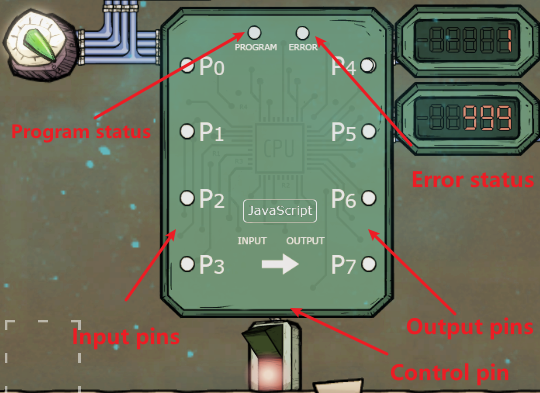 PROGRAM ERROR
P0 P4
1
Program status
P1 P5
999
CPU
Error status
P2 P6
JavaScript
INPUT OUTPUT
P3 P7
Input pins
Output pins
Control pin